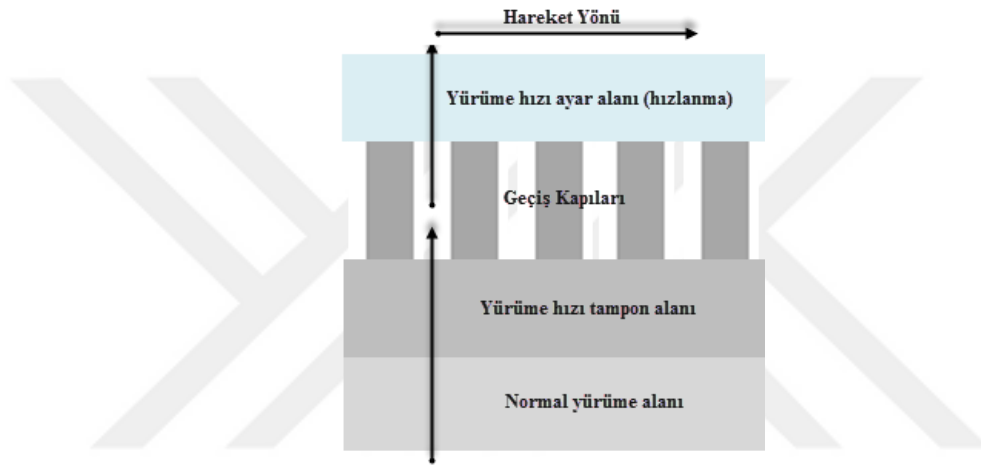 Hareket Yönü
Yürüme hızı ayar alanı (hızlanma)
Geçiş Kapıları
Yürüme hızı tampon alanı
Normal yürüme alanı